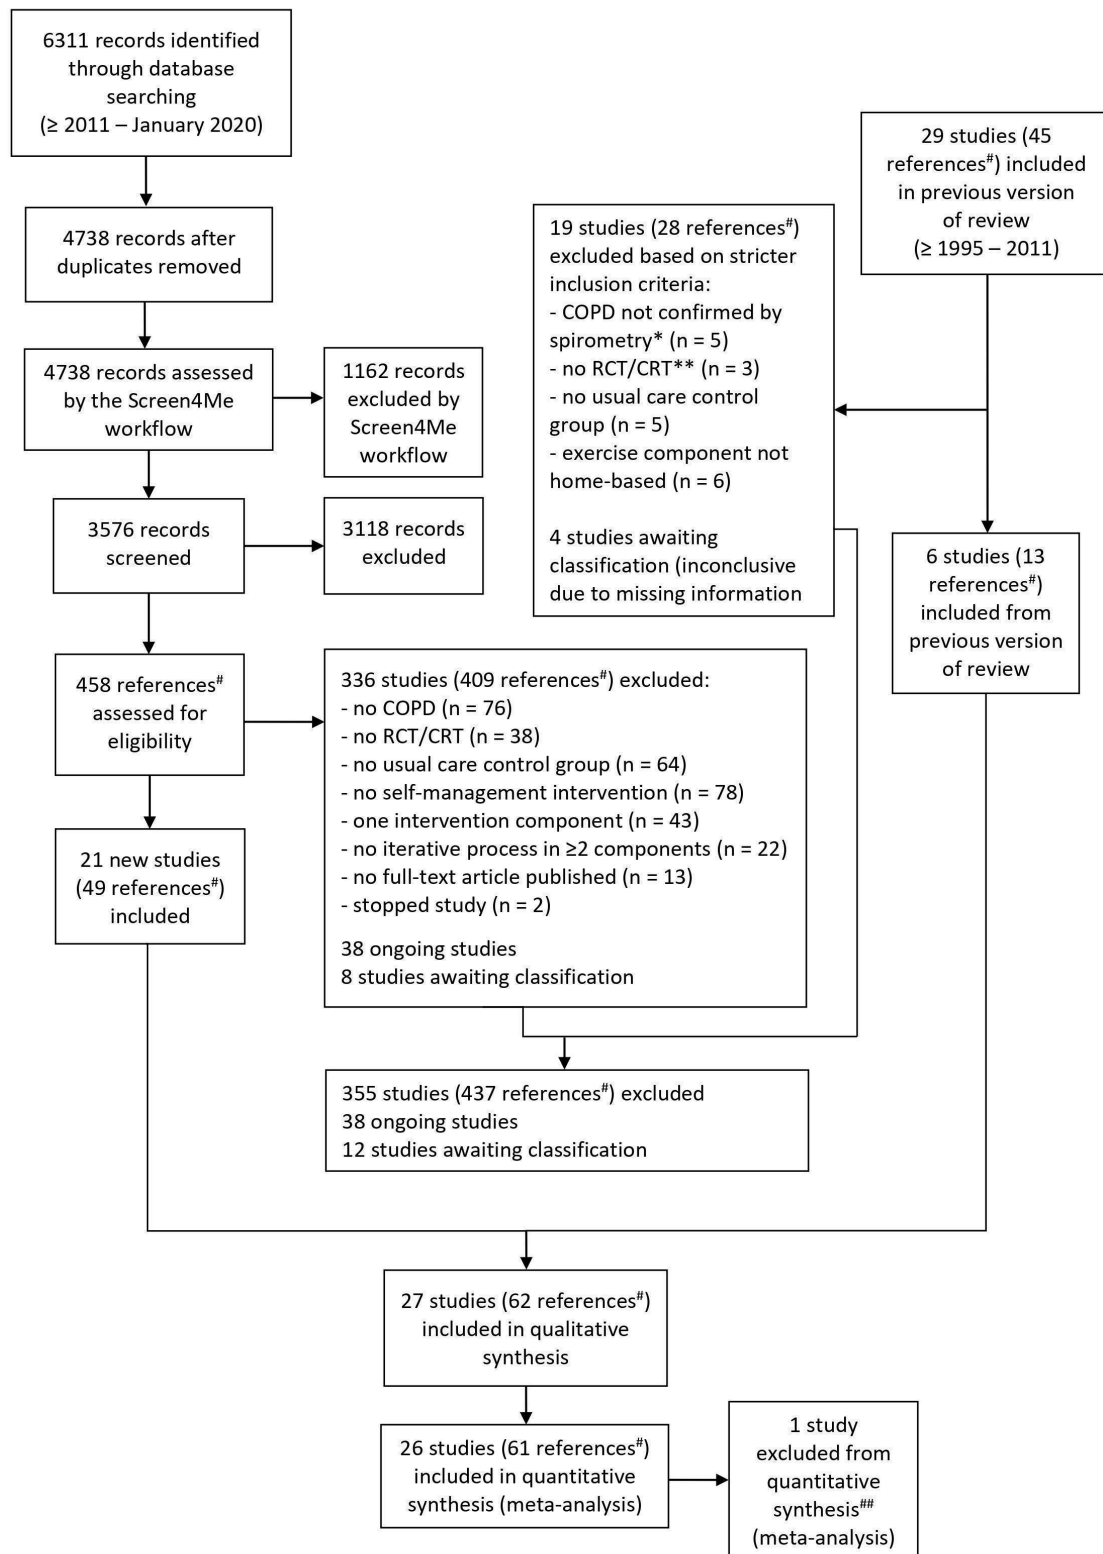 6311 records identified
through database
searching
(≥ 2011 – January 2020)
29 studies (45
references#) included
in previous version
of review
(≥ 1995 – 2011)
4738 records after
duplicates removed
19 studies (28 references#)
excluded based on stricter
inclusion criteria:
- COPD not confirmed by
spirometry* (n = 5)
- no RCT/CRT** (n = 3)
- no usual care control
group (n = 5)
- exercise component not
home-based (n = 6)
4 studies awaiting
classification (inconclusive
due to missing information
4738 records assessed
by the Screen4Me
workflow
1162 records
excluded by
Screen4Me
workflow
3576 records
screened
3118 records
excluded
6 studies (13
references#)
included from
previous version
of review
458 references#
assessed for
eligibility
336 studies (409 references#) excluded:
- no COPD (n = 76)
- no RCT/CRT (n = 38)
- no usual care control group (n = 64)
- no self-management intervention (n = 78)
- one intervention component (n = 43)
- no iterative process in ≥2 components (n = 22)
- no full-text article published (n = 13)
- stopped study (n = 2)
38 ongoing studies
8 studies awaiting classification
21 new studies
(49 references#)
included
355 studies (437 references#) excluded
38 ongoing studies
12 studies awaiting classification
27 studies (62 references#)
included in qualitative
synthesis
26 studies (61 references#)
included in quantitative
synthesis (meta-analysis)
1 study
excluded from
quantitative
synthesis##
(meta-analysis)